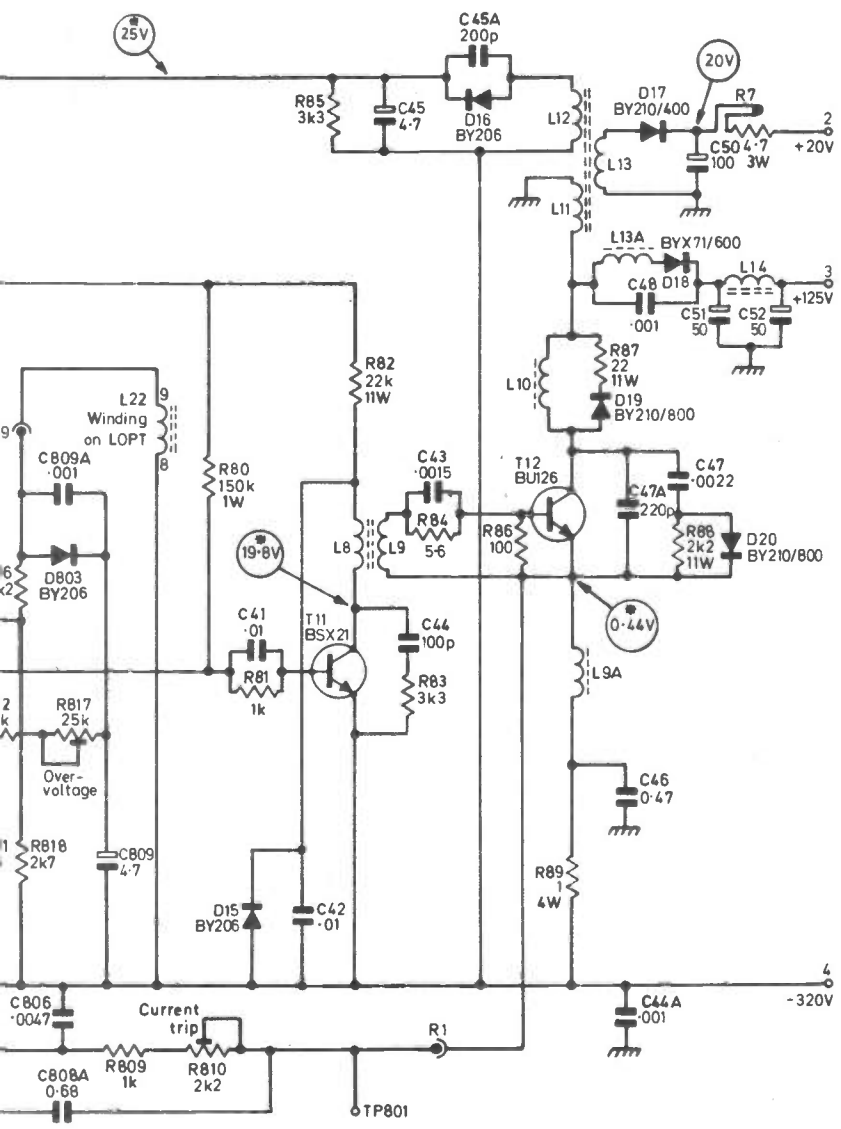 C45A
200p
*
25V
20V
R85
3k3
C45
4·7
D16
BY206
L12
D17
BY210/400
R7
2
+20V
C50
100
4·7
3W
L13
L11
L13A
BYX71/600
D18
L14
3
+125V
C48
·001
C51
50
C52
50
R82
22k
11W
R87
22
11W
L10
D19
BY210/800
L22
Winding
on LOPT
9
8
9
C809A
·001
R80
150k
1W
C43
·0015
R84
5·6
T12
BU126
C47
·0022
C47A
220p
R86
100
R88
2k2
11W
D20
BY210/800
*
19·8V
L8
L9
D803
BY206
6
k2
*
0·44V
C41
·01
T11
BSX21
C44
100p
R81
1k
R83
3k3
L9A
2
k
R817
25k
Over-
voltage
C46
0·47
1
R818
2k7
C809
4·7
R89
1
4W
D15
BY206
C42
·01
4
-320V
C806
·0047
Current
trip
R1
C44A
·001
R809
1k
R810
2k2
C808A
0·68
TP801